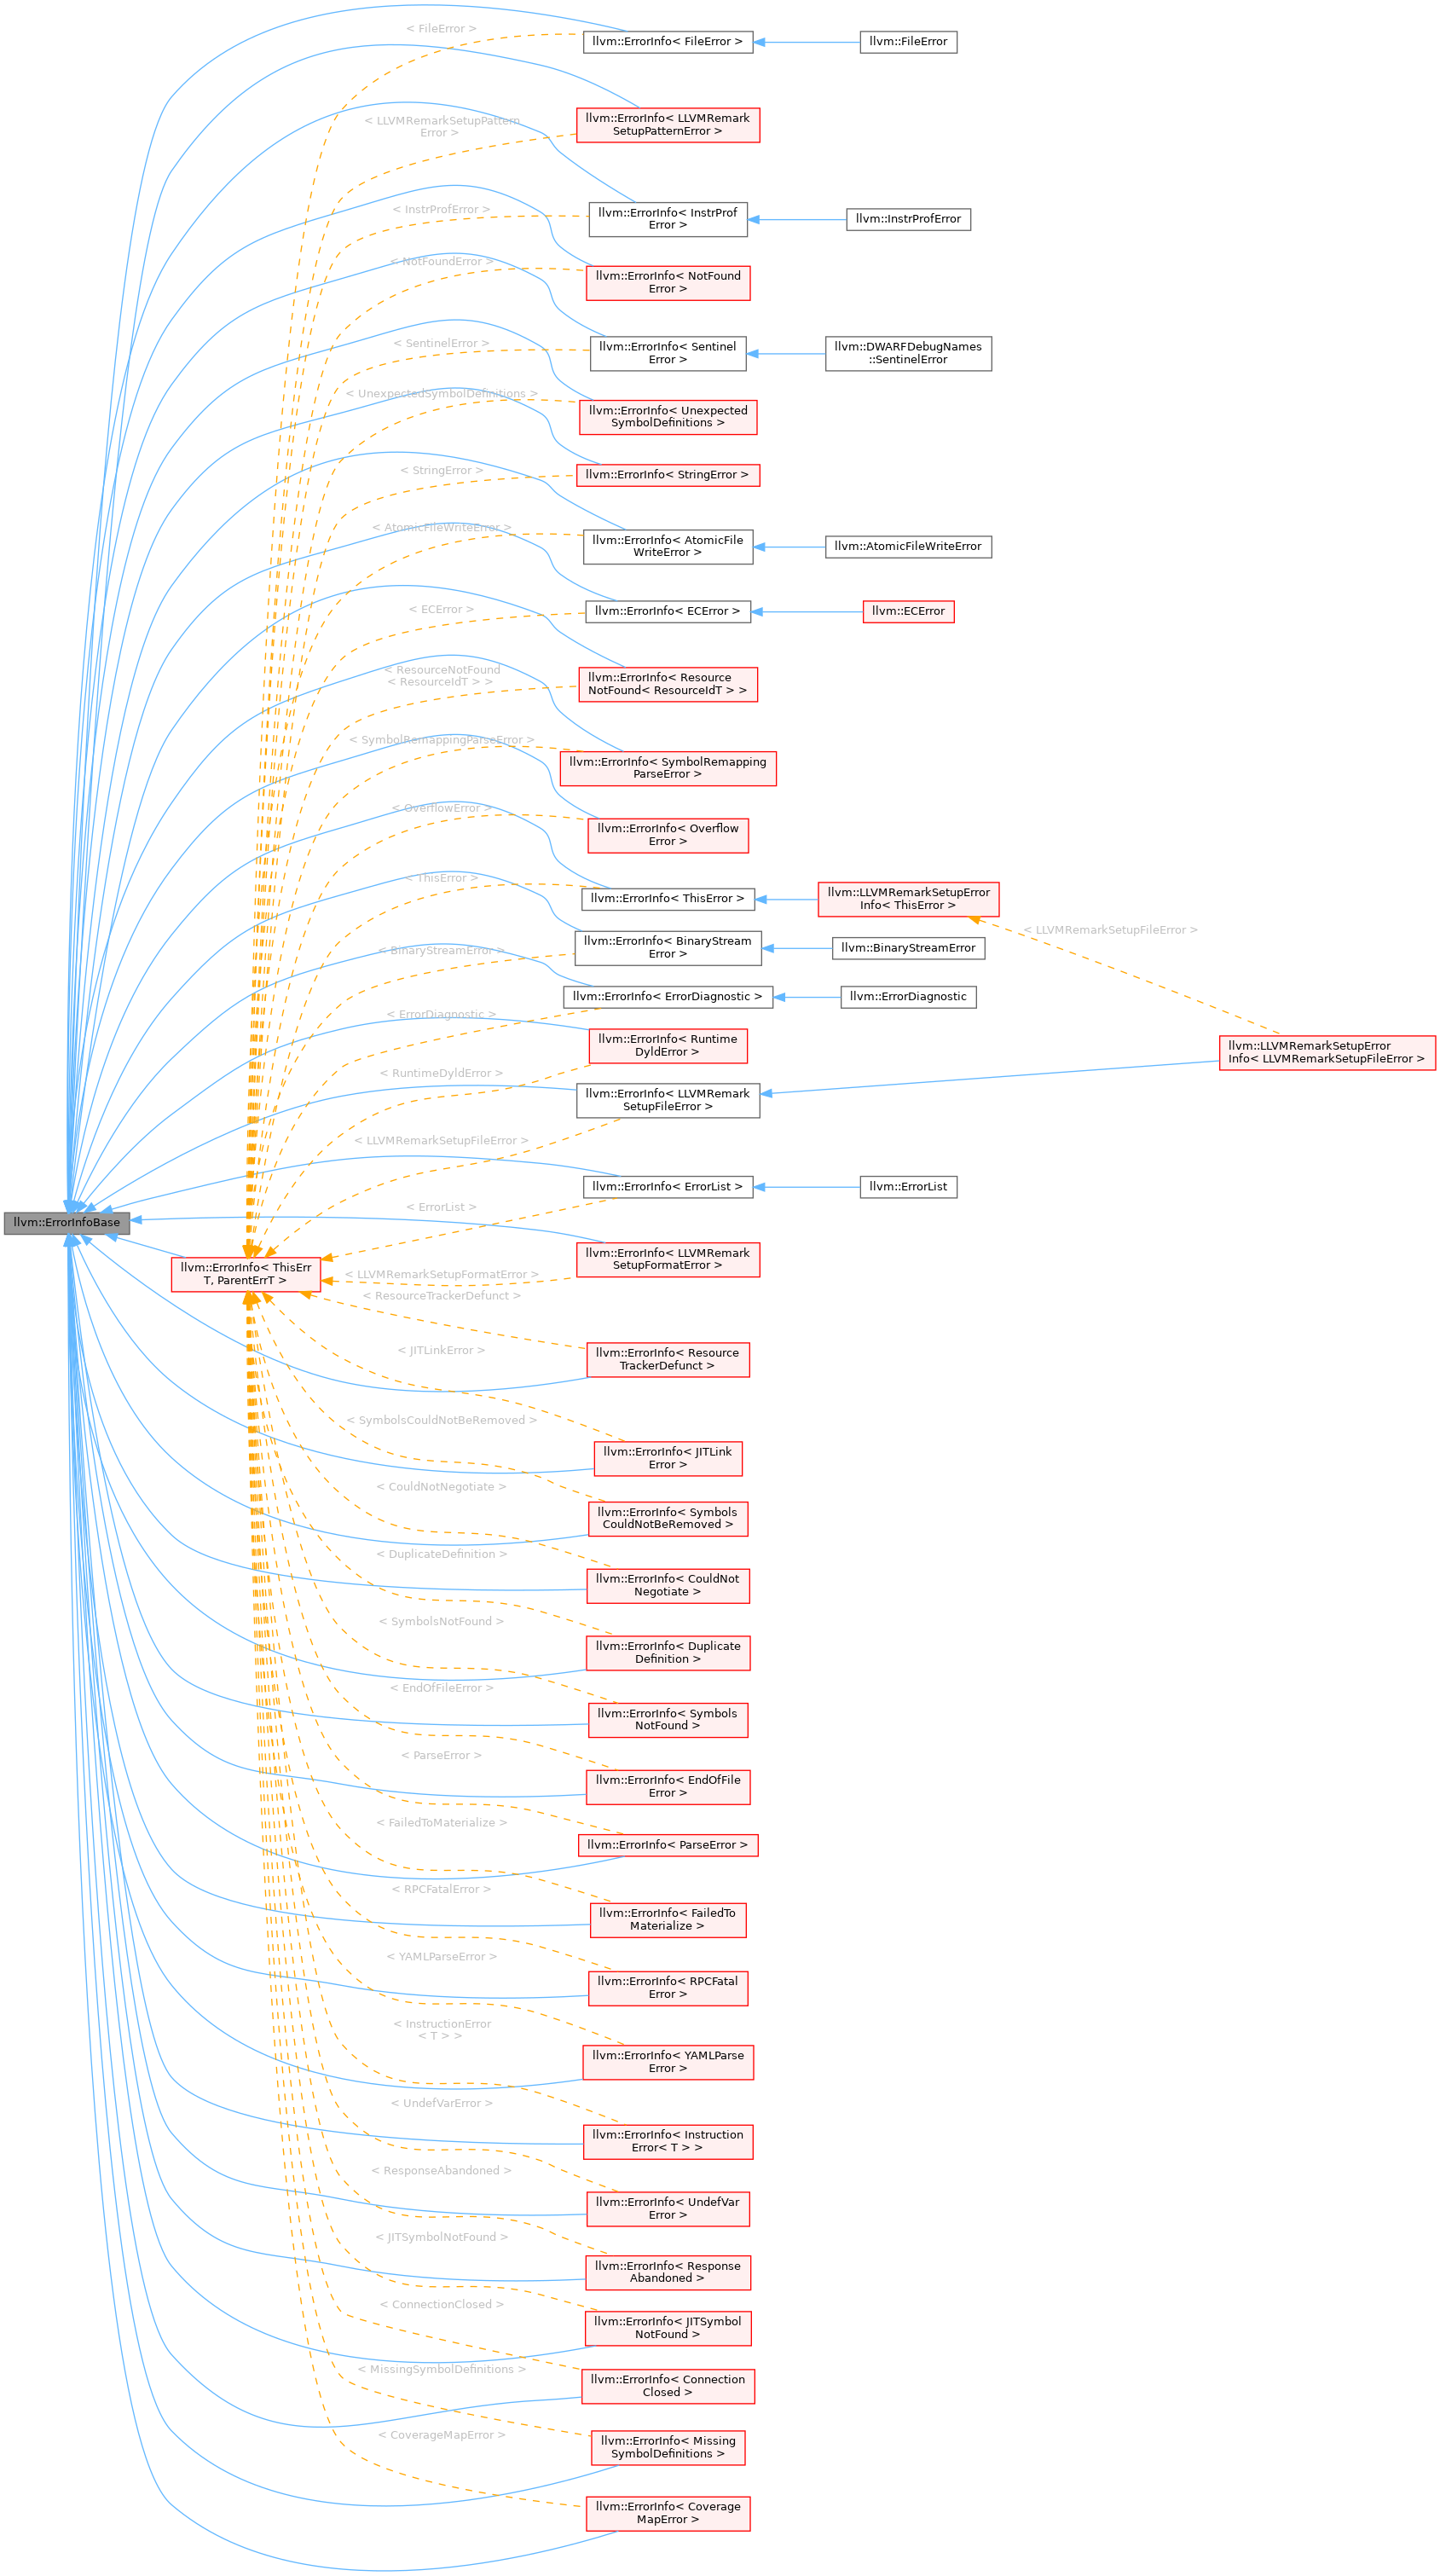 < FileError >
llvm::ErrorInfo< FileError >
llvm::FileError
llvm::ErrorInfo< LLVMRemark
SetupPatternError >
< LLVMRemarkSetupPattern
Error >
llvm::ErrorInfo< InstrProf
Error >
< InstrProfError >
llvm::InstrProfError
< NotFoundError >
llvm::ErrorInfo< NotFound
Error >
< SentinelError >
llvm::ErrorInfo< Sentinel
Error >
llvm::DWARFDebugNames
::SentinelError
< UnexpectedSymbolDefinitions >
llvm::ErrorInfo< Unexpected
SymbolDefinitions >
< StringError >
llvm::ErrorInfo< StringError >
< AtomicFileWriteError >
llvm::ErrorInfo< AtomicFile
WriteError >
llvm::AtomicFileWriteError
< ECError >
llvm::ErrorInfo< ECError >
llvm::ECError
< ResourceNotFound
< ResourceIdT > >
llvm::ErrorInfo< Resource
NotFound< ResourceIdT > >
< SymbolRemappingParseError >
llvm::ErrorInfo< SymbolRemapping
ParseError >
< OverflowError >
llvm::ErrorInfo< Overflow
Error >
< ThisError >
llvm::ErrorInfo< ThisError >
llvm::LLVMRemarkSetupError
Info< ThisError >
< LLVMRemarkSetupFileError >
< BinaryStreamError >
llvm::ErrorInfo< BinaryStream
Error >
llvm::BinaryStreamError
llvm::ErrorInfo< ErrorDiagnostic >
llvm::ErrorDiagnostic
< ErrorDiagnostic >
llvm::ErrorInfo< Runtime
DyldError >
llvm::LLVMRemarkSetupError
Info< LLVMRemarkSetupFileError >
< RuntimeDyldError >
llvm::ErrorInfo< LLVMRemark
SetupFileError >
< LLVMRemarkSetupFileError >
llvm::ErrorInfo< ErrorList >
llvm::ErrorList
< ErrorList >
llvm::ErrorInfoBase
llvm::ErrorInfo< LLVMRemark
SetupFormatError >
llvm::ErrorInfo< ThisErr
T, ParentErrT >
< LLVMRemarkSetupFormatError >
< ResourceTrackerDefunct >
llvm::ErrorInfo< Resource
TrackerDefunct >
< JITLinkError >
llvm::ErrorInfo< JITLink
Error >
< SymbolsCouldNotBeRemoved >
llvm::ErrorInfo< Symbols
CouldNotBeRemoved >
< CouldNotNegotiate >
llvm::ErrorInfo< CouldNot
Negotiate >
< DuplicateDefinition >
llvm::ErrorInfo< Duplicate
Definition >
< SymbolsNotFound >
llvm::ErrorInfo< Symbols
NotFound >
< EndOfFileError >
llvm::ErrorInfo< EndOfFile
Error >
< ParseError >
llvm::ErrorInfo< ParseError >
< FailedToMaterialize >
llvm::ErrorInfo< FailedTo
Materialize >
< RPCFatalError >
llvm::ErrorInfo< RPCFatal
Error >
< YAMLParseError >
llvm::ErrorInfo< YAMLParse
Error >
< InstructionError
< T > >
llvm::ErrorInfo< Instruction
Error< T > >
< UndefVarError >
llvm::ErrorInfo< UndefVar
Error >
< ResponseAbandoned >
llvm::ErrorInfo< Response
Abandoned >
< JITSymbolNotFound >
llvm::ErrorInfo< JITSymbol
NotFound >
< ConnectionClosed >
llvm::ErrorInfo< Connection
Closed >
< MissingSymbolDefinitions >
llvm::ErrorInfo< Missing
SymbolDefinitions >
< CoverageMapError >
llvm::ErrorInfo< Coverage
MapError >